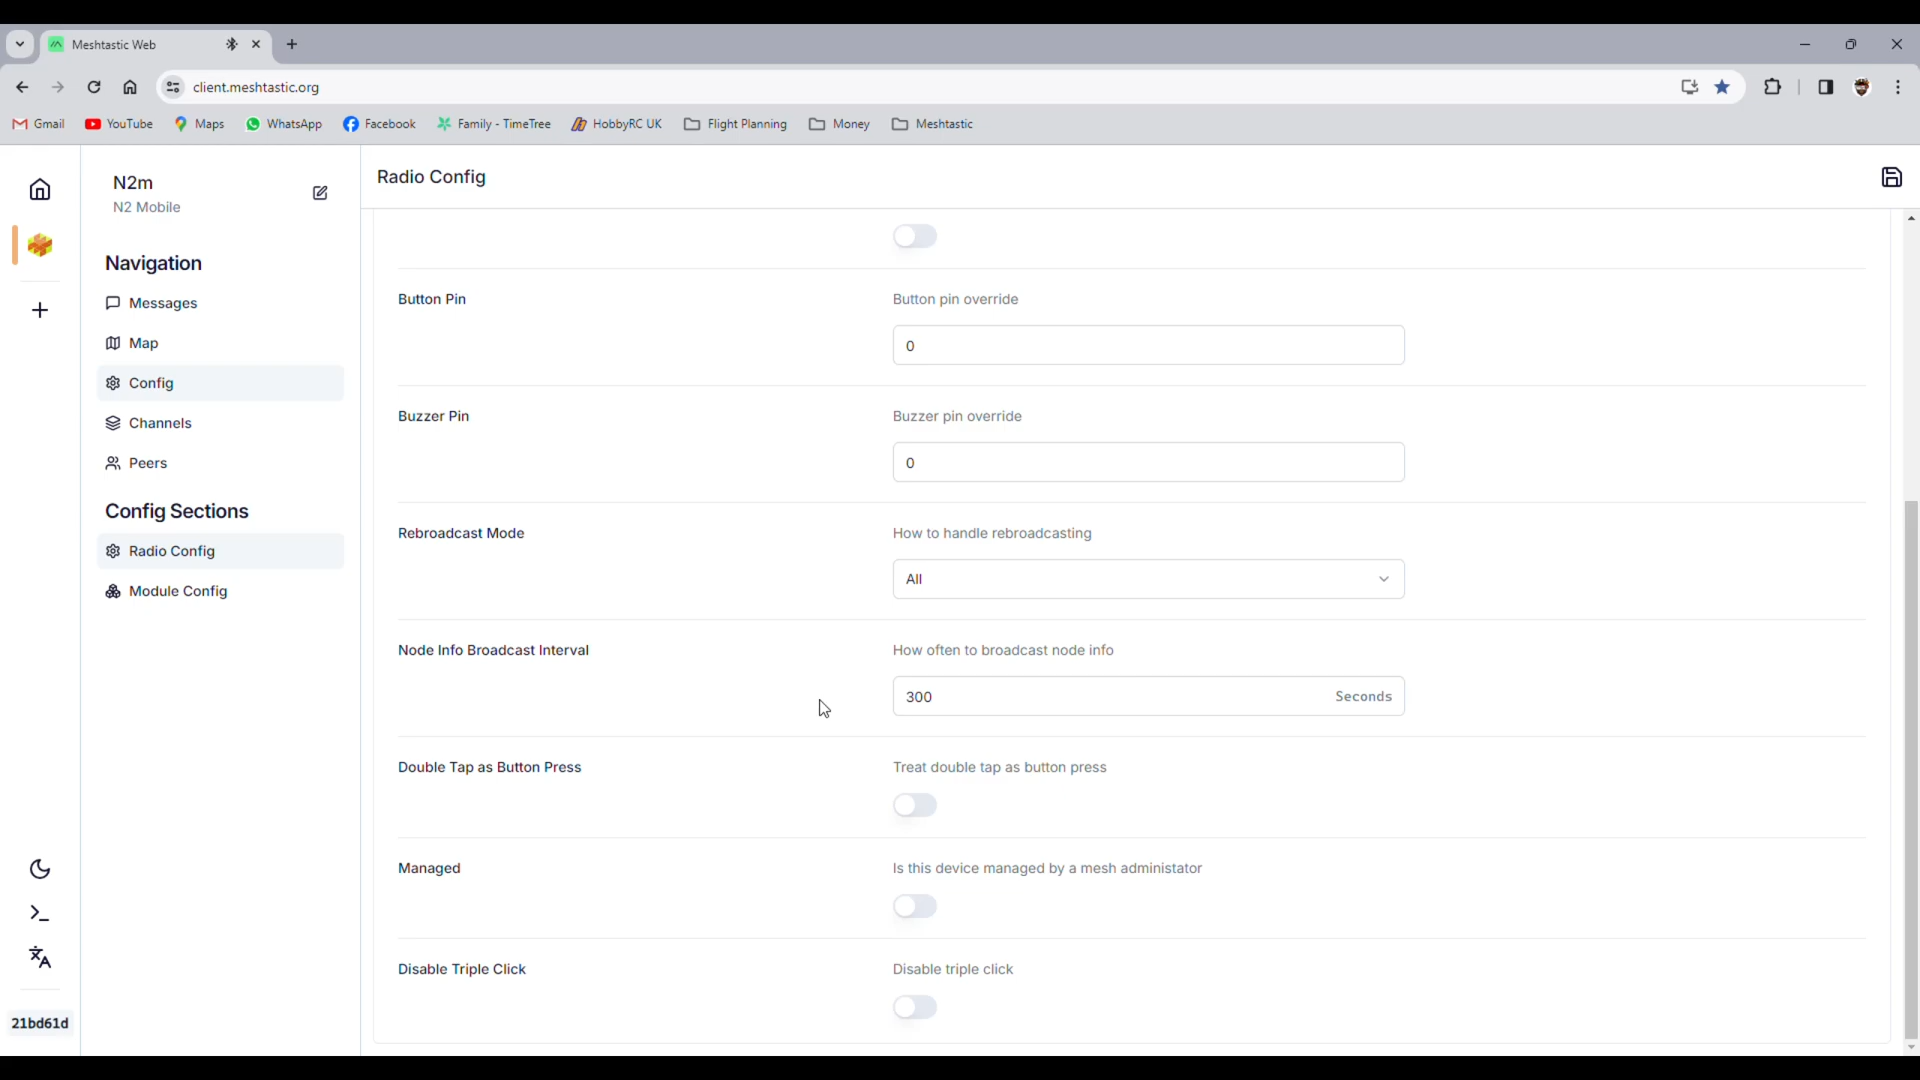 Meshtastic Web
client.meshtastic.org
Gmail
YouTube
Maps
WhatsApp
Facebook
Family - TimeTree
HobbyRC UK
Flight Planning
Money
Meshtastic
N2m
N2 Mobile
Navigation
Messages
Map
Config
Channels
Peers
Config Sections
Radio Config
Module Config
21bd61d
Radio Config
Button Pin
Button pin override
0
Buzzer Pin
Buzzer pin override
0
Rebroadcast Mode
How to handle rebroadcasting
All
Node Info Broadcast Interval
How often to broadcast node info
300 Seconds
Double Tap as Button Press
Treat double tap as button press
Managed
Is this device managed by a mesh administator
Disable Triple Click
Disable triple click